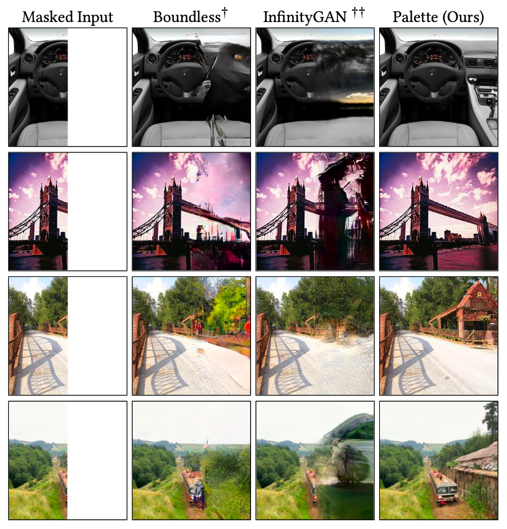 Masked Input Boundless† InfinityGAN †† Palette (Ours)